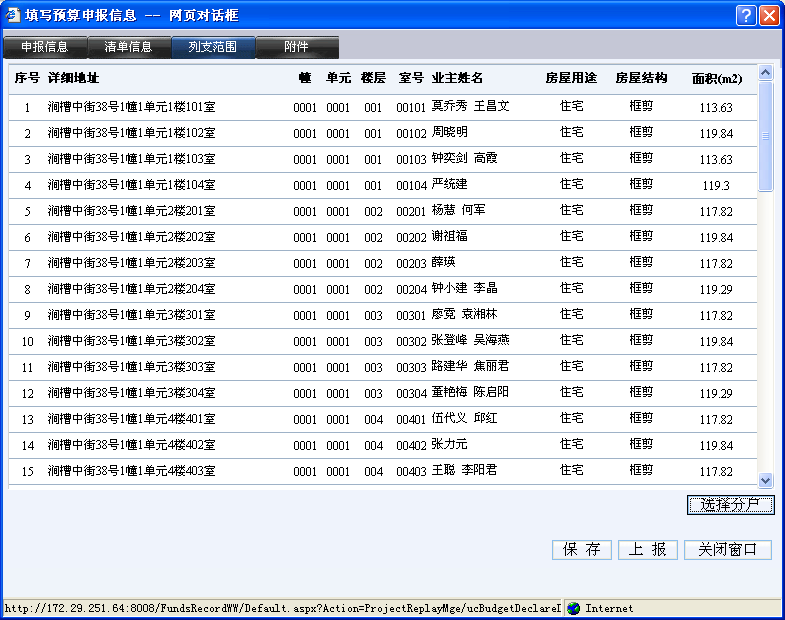 填写预算申报信息 -- 网页对话框
申报信息 清单信息 列支范围 附件
序号 详细地址 幢 单元 楼层 室号 业主姓名 房屋用途 房屋结构 面积(m2)
1 涧槽中街38号1幢1单元1楼101室 0001 0001 001 00101 莫乔秀 王昌文 住宅 框剪 113.63
2 涧槽中街38号1幢1单元1楼102室 0001 0001 001 00102 周晓明 住宅 框剪 119.84
3 涧槽中街38号1幢1单元1楼103室 0001 0001 001 00103 钟奕剑 高霞 住宅 框剪 113.63
4 涧槽中街38号1幢1单元1楼104室 0001 0001 001 00104 严统建 住宅 框剪 119.3
5 涧槽中街38号1幢1单元2楼201室 0001 0001 002 00201 杨慧 何军 住宅 框剪 117.82
6 涧槽中街38号1幢1单元2楼202室 0001 0001 002 00202 谢祖福 住宅 框剪 119.84
7 涧槽中街38号1幢1单元2楼203室 0001 0001 002 00203 薛瑛 住宅 框剪 117.82
8 涧槽中街38号1幢1单元2楼204室 0001 0001 002 00204 钟小建 李晶 住宅 框剪 119.29
9 涧槽中街38号1幢1单元3楼301室 0001 0001 003 00301 廖宽 袁湘林 住宅 框剪 117.82
10 涧槽中街38号1幢1单元3楼302室 0001 0001 003 00302 张登峰 吴海燕 住宅 框剪 119.84
11 涧槽中街38号1幢1单元3楼303室 0001 0001 003 00303 路建华 焦丽君 住宅 框剪 117.82
12 涧槽中街38号1幢1单元3楼304室 0001 0001 003 00304 董艳梅 陈启阳 住宅 框剪 119.29
13 涧槽中街38号1幢1单元4楼401室 0001 0001 004 00401 伍代义 邱红 住宅 框剪 117.82
14 涧槽中街38号1幢1单元4楼402室 0001 0001 004 00402 张力元 住宅 框剪 119.84
15 涧槽中街38号1幢1单元4楼403室 0001 0001 004 00403 王聪 李阳君 住宅 框剪 117.82
选择分户
保 存 上 报 关闭窗口
http://172.29.251.64:8008/FundsRecordWW/Default.aspx?Action=ProjectReplayMge/ucBudgetDeclareD Internet